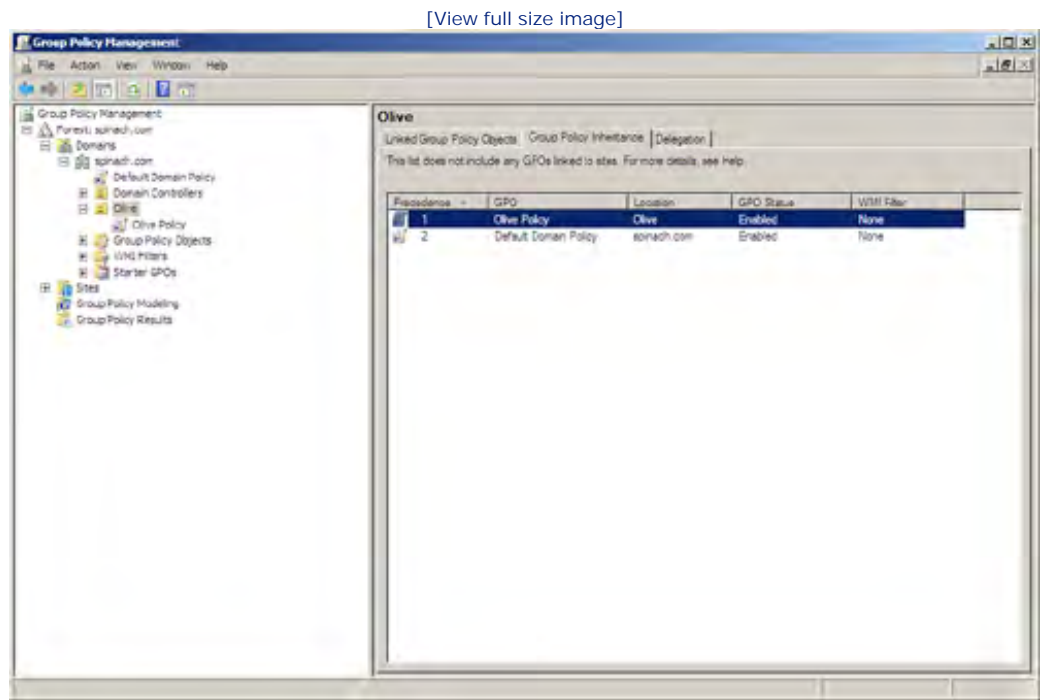 [View full size image]
Group Policy Management
File Action View Window Help
Group Policy Management
Forest: spinach.com
Domains
spinach.com
Default Domain Policy
Domain Controllers
Olive
Olive Policy
Group Policy Objects
WMI Filters
Starter GPOs
Sites
Group Policy Modeling
Group Policy Results
Olive
Linked Group Policy Objects Group Policy Inheritance Delegation
This list does not include any GPOs linked to sites. For more details, see Help.
Precedence GPO Location GPO Status WMI Filter
1 Olive Policy Olive Enabled None
2 Default Domain Policy spinach.com Enabled None